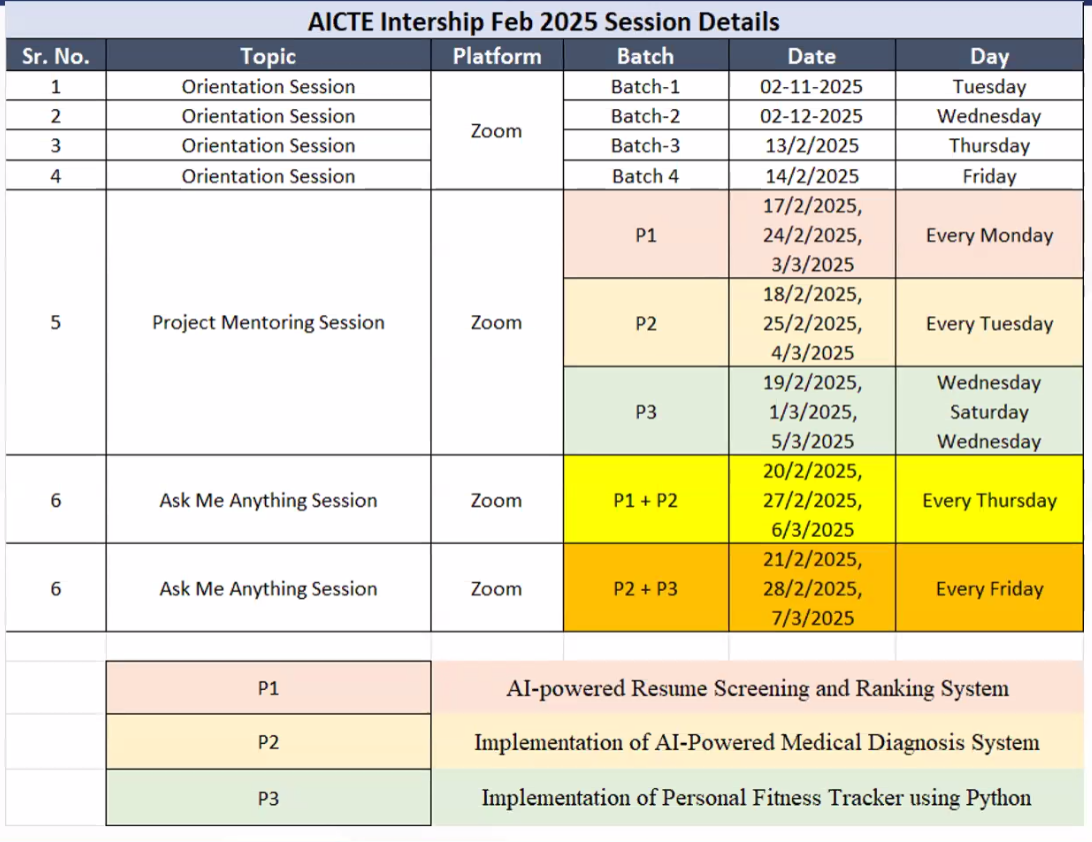 AICTE Intership Feb 2025 Session Details
Sr. No. Topic Platform Batch Date Day
1 Orientation Session Zoom Batch-1 02-11-2025 Tuesday
2 Orientation Session Batch-2 02-12-2025 Wednesday
3 Orientation Session Batch-3 13/2/2025 Thursday
4 Orientation Session Batch 4 14/2/2025 Friday
5 Project Mentoring Session Zoom
P1
17/2/2025,
24/2/2025,
3/3/2025
Every Monday
P2
18/2/2025,
25/2/2025,
4/3/2025
Every Tuesday
P3
19/2/2025,
1/3/2025,
5/3/2025
Wednesday
Saturday
Wednesday
6 Ask Me Anything Session Zoom P1 + P2
20/2/2025,
27/2/2025,
6/3/2025
Every Thursday
6 Ask Me Anything Session Zoom P2 + P3
21/2/2025,
28/2/2025,
7/3/2025
Every Friday
P1 AI-powered Resume Screening and Ranking System
P2 Implementation of AI-Powered Medical Diagnosis System
P3 Implementation of Personal Fitness Tracker using Python